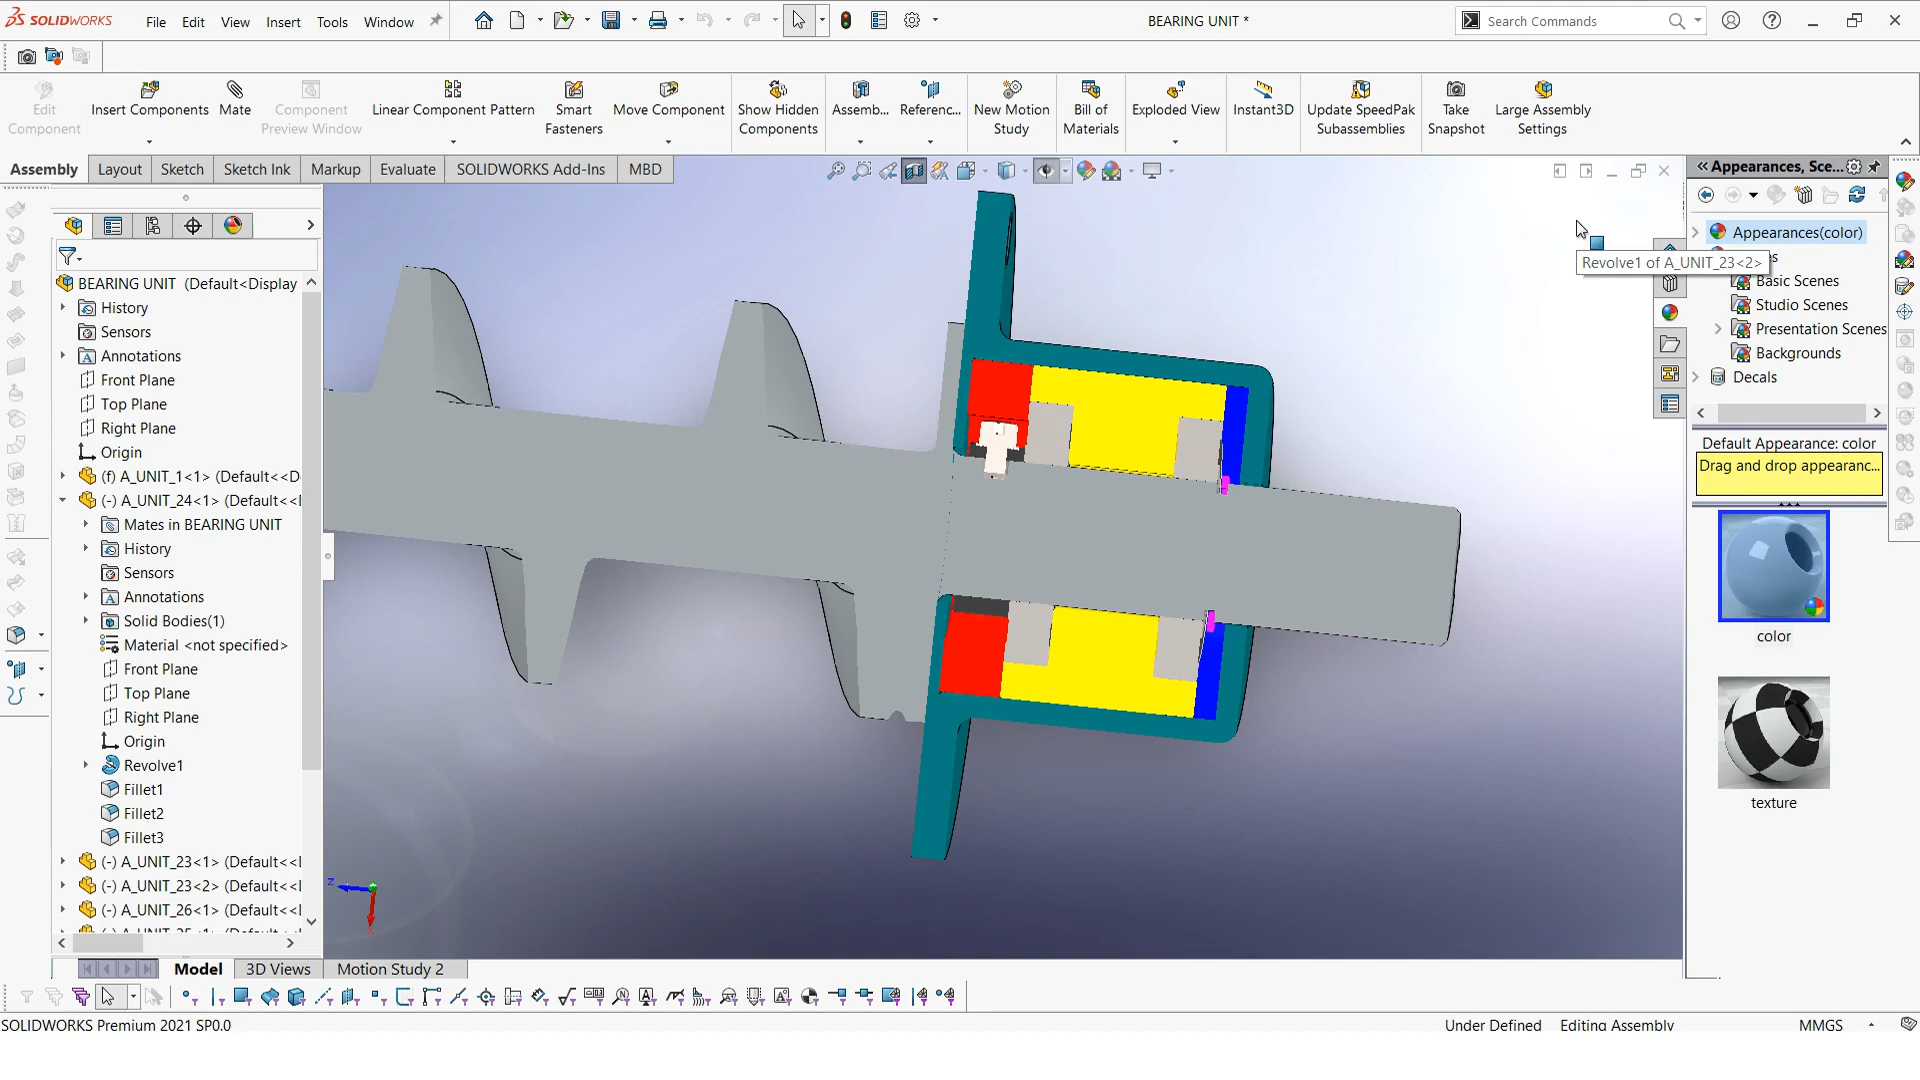 SOLIDWORKS File Edit View Insert Tools Window BEARING UNIT * Search Commands
Edit Component
Insert Components
Mate
Component Preview Window
Linear Component Pattern
Smart Fasteners
Move Component
Show Hidden Components
Assemb...
Referenc...
New Motion Study
Bill of Materials
Exploded View
Instant3D
Update SpeedPak Subassemblies
Take Snapshot
Large Assembly Settings
Assembly Layout Sketch Sketch Ink Markup Evaluate SOLIDWORKS Add-Ins MBD
BEARING UNIT (Default<Display
History
Sensors
Annotations
Front Plane
Top Plane
Right Plane
Origin
(f) A_UNIT_1<1> (Default<<D
(-) A_UNIT_24<1> (Default<<
Mates in BEARING UNIT
History
Sensors
Annotations
Solid Bodies(1)
Material <not specified>
Front Plane
Top Plane
Right Plane
Origin
Revolve1
Fillet1
Fillet2
Fillet3
(-) A_UNIT_23<1> (Default<<
(-) A_UNIT_23<2> (Default<<
(-) A_UNIT_26<1> (Default<<
Z
X
Revolve1 of A_UNIT_23<2>
Appearances, Sce...
Appearances(color)
Basic Scenes
Studio Scenes
Presentation Scenes
Backgrounds
Decals
Default Appearance: color
Drag and drop appearanc...
color
texture
Model 3D Views Motion Study 2
SOLIDWORKS Premium 2021 SP0.0 Under Defined Editing Assembly MMGS